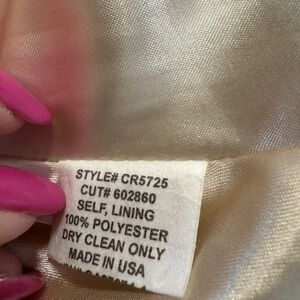 STYLE# CR5725
CUT# 602860
SELF, LINING
100% POLYESTER
DRY CLEAN ONLY
MADE IN USA